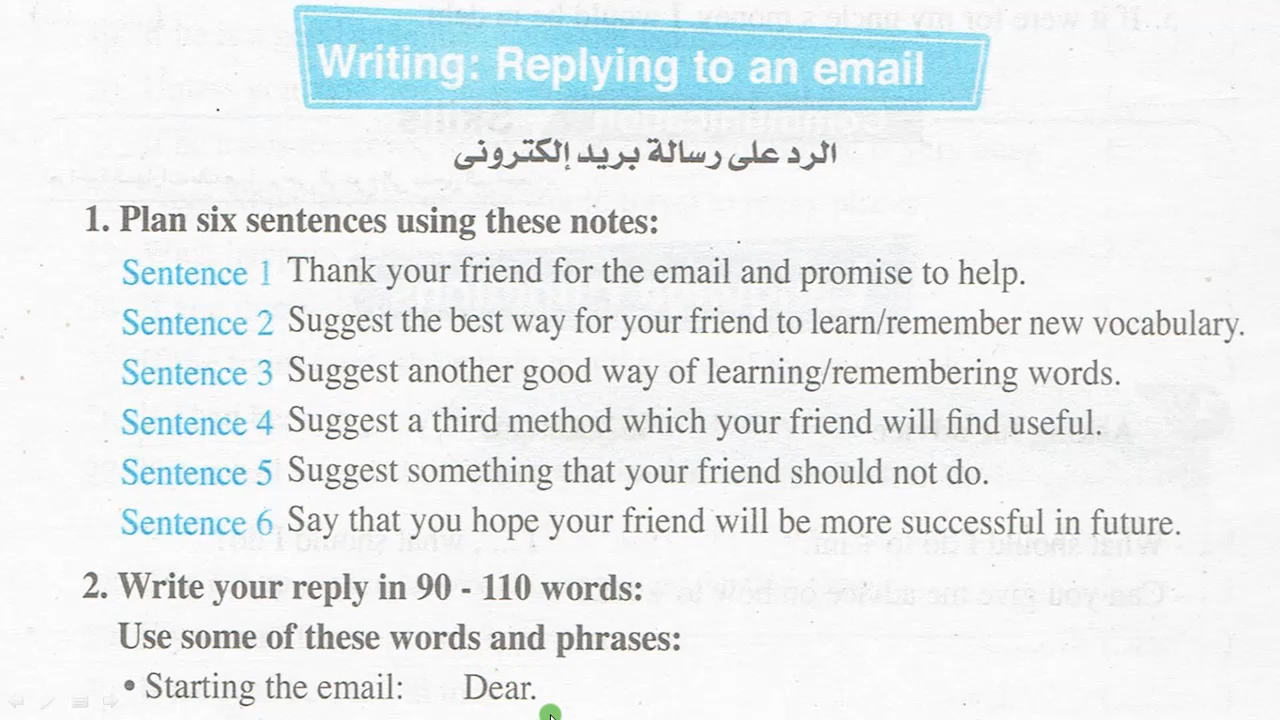 Writing: Replying to an email
الرد على رسالة بريد إلكترونى
1. Plan six sentences using these notes:
Sentence 1 Thank your friend for the email and promise to help.
Sentence 2 Suggest the best way for your friend to learn/remember new vocabulary.
Sentence 3 Suggest another good way of learning/remembering words.
Sentence 4 Suggest a third method which your friend will find useful.
Sentence 5 Suggest something that your friend should not do.
Sentence 6 Say that you hope your friend will be more successful in future.
2. Write your reply in 90 - 110 words:
Use some of these words and phrases:
• Starting the email: Dear.